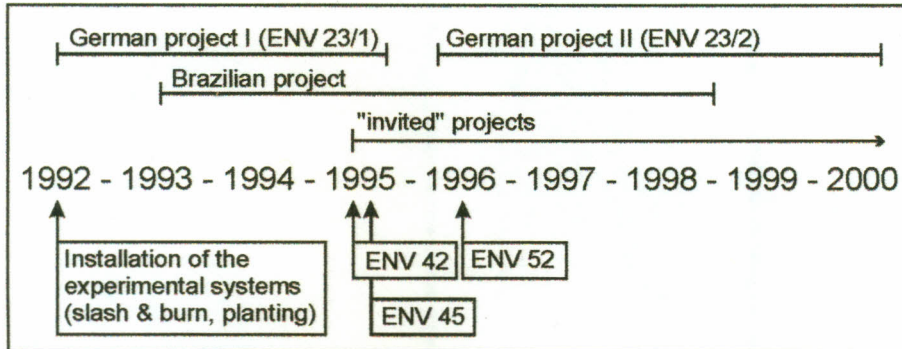 German project I (ENV 23/1) German project II (ENV 23/2)
Brazilian project
"invited" projects
1992 - 1993 - 1994 - 1995 - 1996 - 1997 - 1998 - 1999 - 2000
Installation of the
experimental systems
(slash & burn, planting)
ENV 42
ENV 52
ENV 45